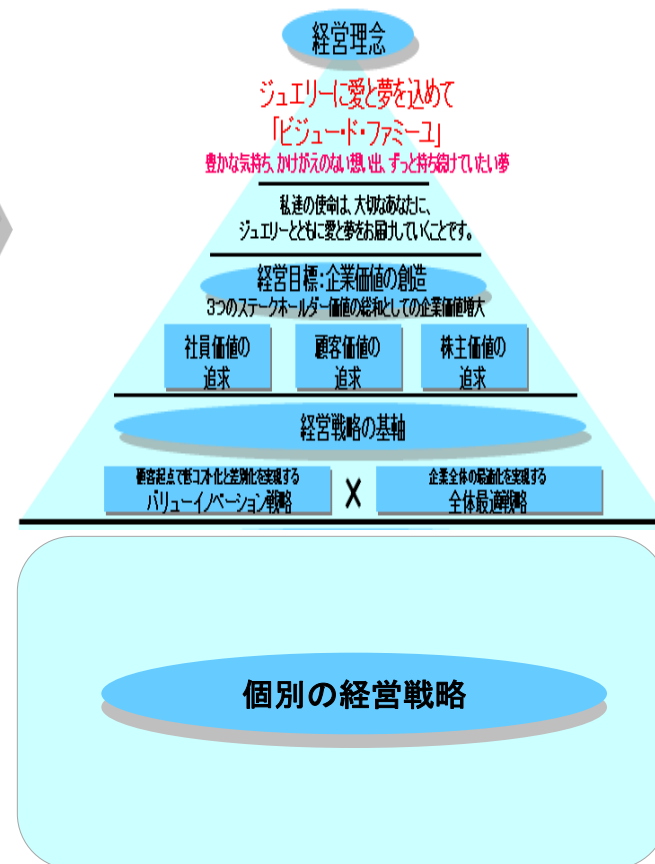 経営理念
ジュエリーに愛と夢を込めて
「ビジュー・ド・ファミーユ」
豊かな気持ち、かけがえのない想い出、ずっと持ち続けていたい夢
私達の使命は、大切なあなたに、
ジュエリーとともに愛と夢をお届けしていくことです。
経営目標:企業価値の創造
3つのステークホールダー価値の総和としての企業価値増大
社員価値の
追求
顧客価値の
追求
株主価値の
追求
経営戦略の基軸
顧客起点で低コスト化と差別化を実現する
バリューイノベーション戦略
×
企業全体の最適化を実現する
全体最適戦略
個別の経営戦略